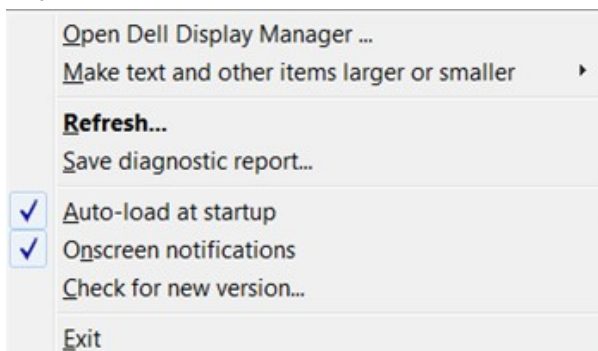 Open Dell Display Manager ...
Make text and other items larger or smaller
Refresh...
Save diagnostic report...
Auto-load at startup
Onscreen notifications
Check for new version...
Exit